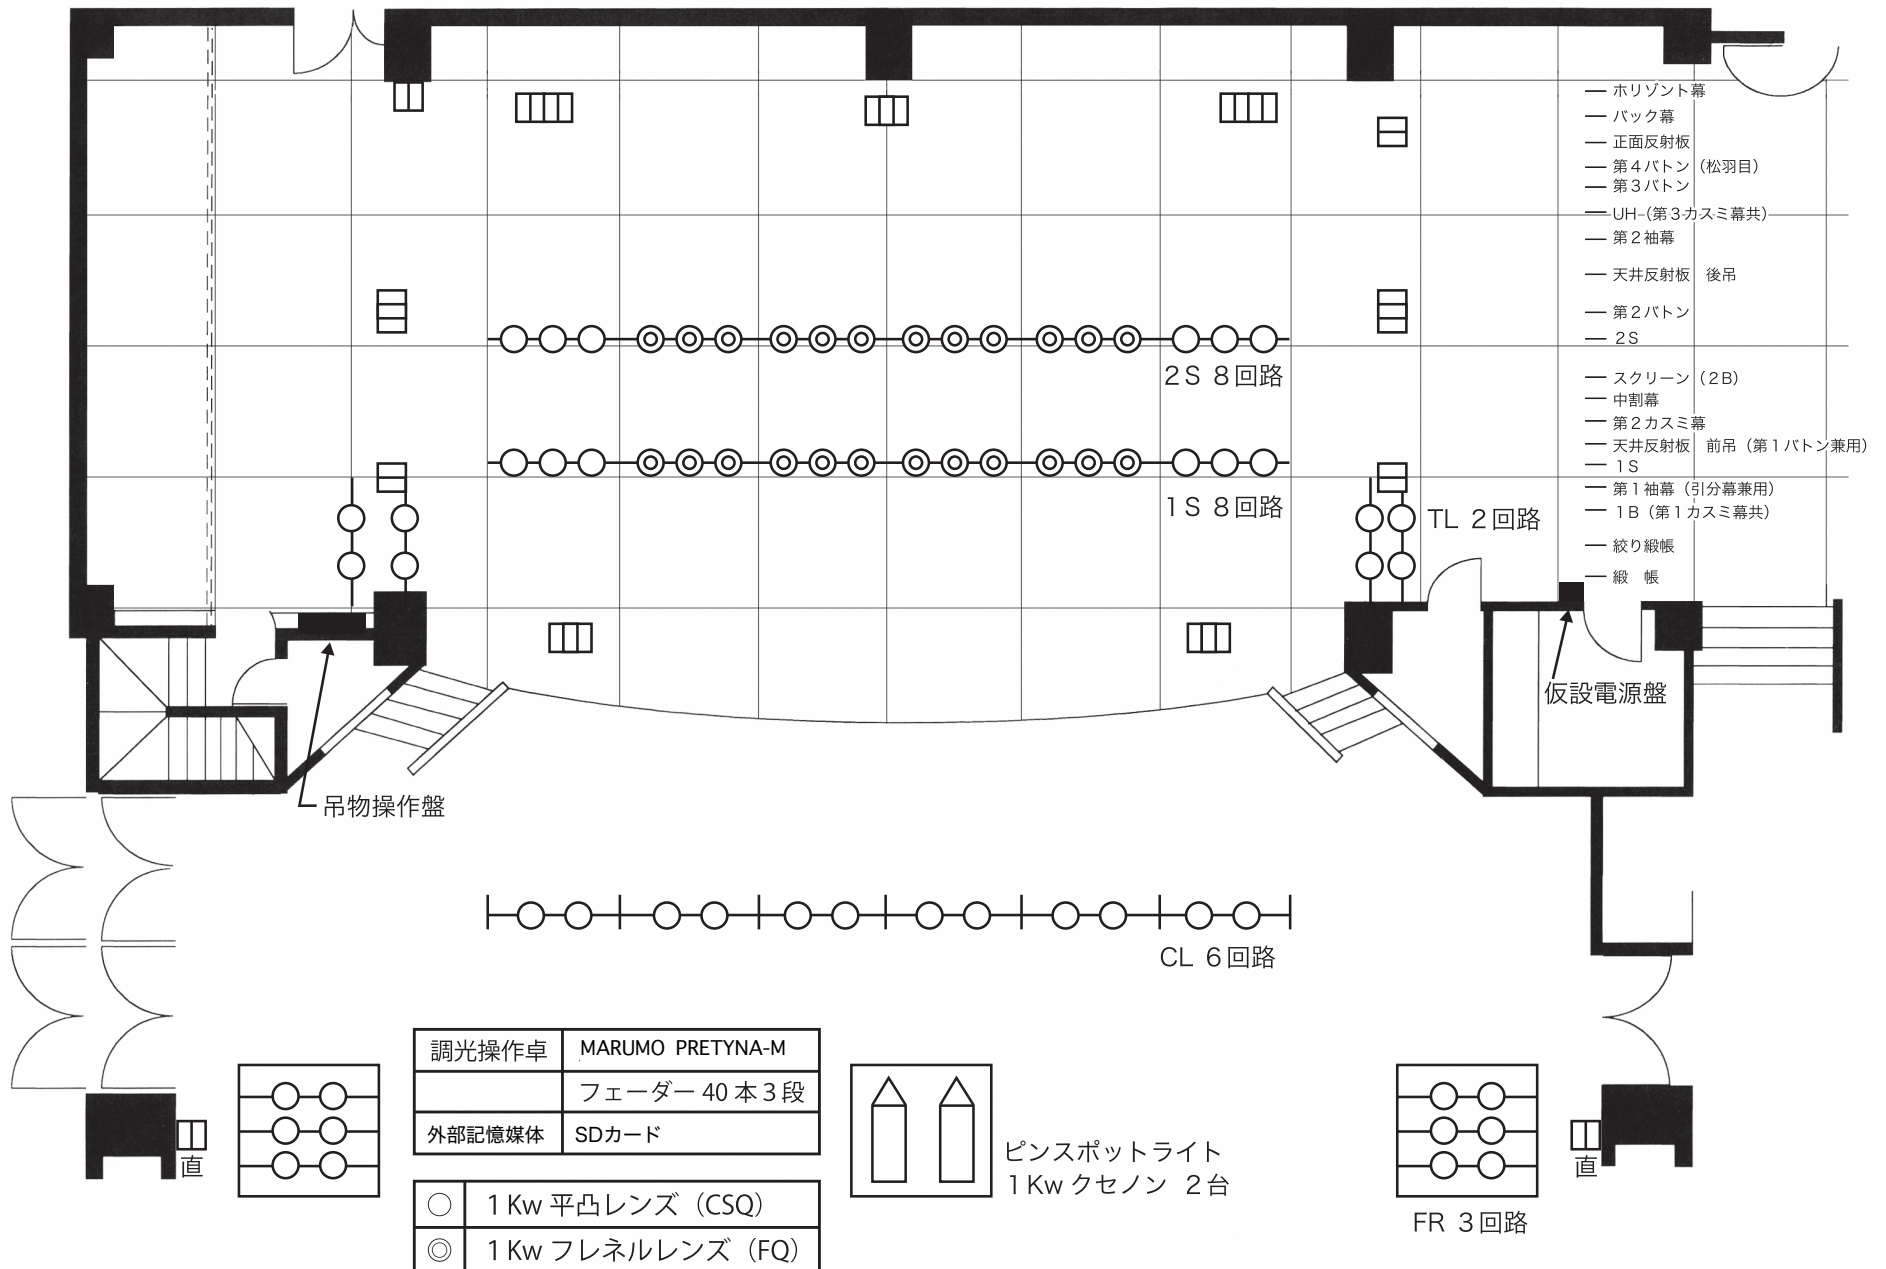 ホリゾント幕
バック幕
正面反射板
第４バトン（松羽目）
第３バトン
UH（第３カスミ幕共）
第２袖幕
天井反射板　後吊
第２バトン
２S
２S ８回路
スクリーン（２B）
中割幕
第２カスミ幕
天井反射板　前吊（第１バトン兼用）
１S
第１袖幕（引分幕兼用）
１S ８回路
１B（第１カスミ幕共）
TL ２回路
絞り緞帳
緞　帳
仮設電源盤
吊物操作盤
CL ６回路
調光操作卓　MARUMO PRETYNA-M
フェーダー 40 本３段
外部記憶媒体　SDカード
直
ピンスポットライト
１Kw クセノン ２台
直
FR ３回路
○　１Kw 平凸レンズ（CSQ）
◎　１Kw フレネルレンズ（FQ）